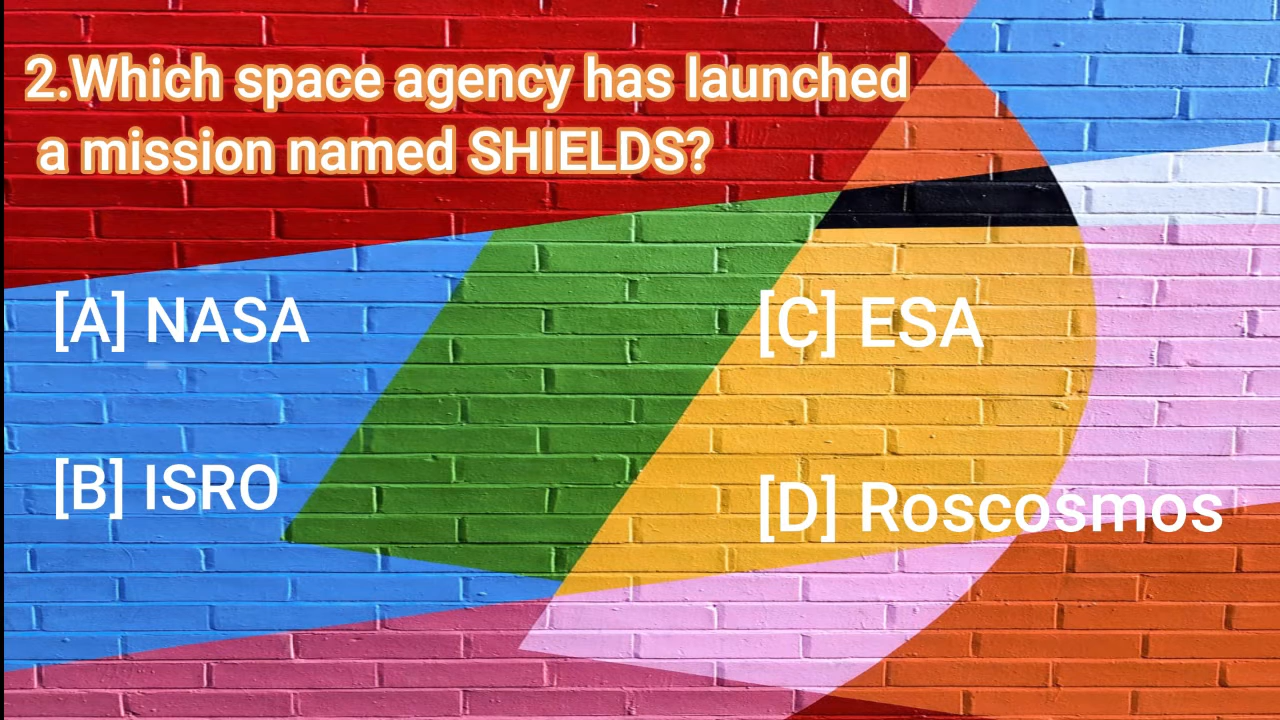 2.Which space agency has launched
a mission named SHIELDS?
[A] NASA
[B] ISRO
[C] ESA
[D] Roscosmos